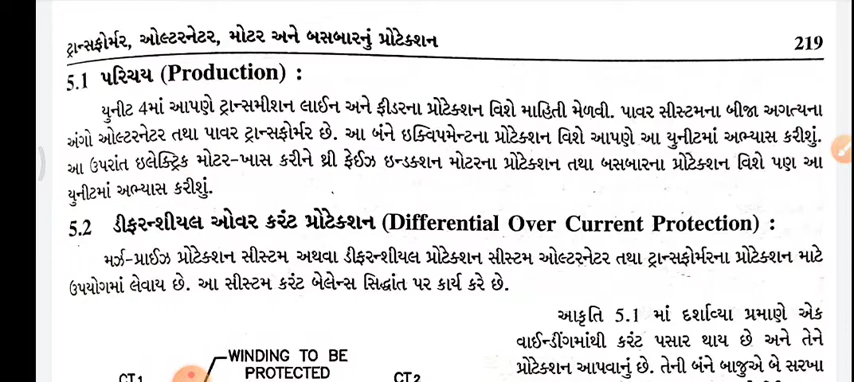 ટ્રાન્સફોર્મર, ઓલ્ટરનેટર, મોટર અને બસબારનું પ્રોટેક્શન
219
5.1 પરિચય (Production) :
યુનીટ 4માં આપણે ટ્રાન્સમીશન લાઈન અને ફીડરના પ્રોટેક્શન વિશે માહિતી મેળવી. પાવર સીસ્ટમના બીજા અગત્યના
અંગો ઓલ્ટરનેટર તથા પાવર ટ્રાન્સફોર્મર છે. આ બંને ઇક્વિપમેન્ટના પ્રોટેક્શન વિશે આપણે આ યુનીટમાં અભ્યાસ કરીશું.
આ ઉપરાંત ઇલેક્ટ્રિક મોટર-ખાસ કરીને થ્રી ફેઈઝ ઇન્ડક્શન મોટરના પ્રોટેક્શન તથા બસબારના પ્રોટેક્શન વિશે પણ આ
યુનીટમાં અભ્યાસ કરીશું.
5.2 ડીફરન્શીયલ ઓવર કરંટ પ્રોટેક્શન (Differential Over Current Protection) :
મર્ઝ-પ્રાઈઝ પ્રોટેક્શન સીસ્ટમ અથવા ડીફરન્શીયલ પ્રોટેક્શન સીસ્ટમ ઓલ્ટરનેટર તથા ટ્રાન્સફોર્મરના પ્રોટેક્શન માટે
ઉપયોગમાં લેવાય છે. આ સીસ્ટમ કરંટ બેલેન્સ સિદ્ધાંત પર કાર્ય કરે છે.
આકૃતિ 5.1 માં દર્શાવ્યા પ્રમાણે એક
વાઈન્ડીંગમાંથી કરંટ પસાર થાય છે અને તેને
પ્રોટેક્શન આપવાનું છે. તેની બંને બાજુએ બે સરખા
WINDING TO BE
PROTECTED
CT1
CT2